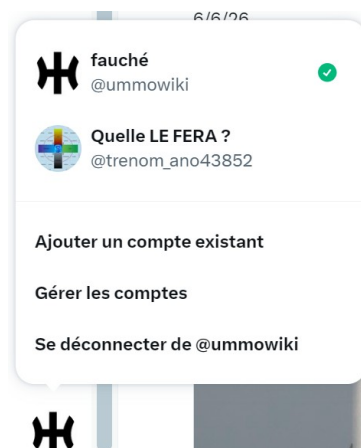 6/6/26
fauché
@ummowiki
Quelle LE FERA ?
@trenom_ano43852
Ajouter un compte existant
Gérer les comptes
Se déconnecter de @ummowiki